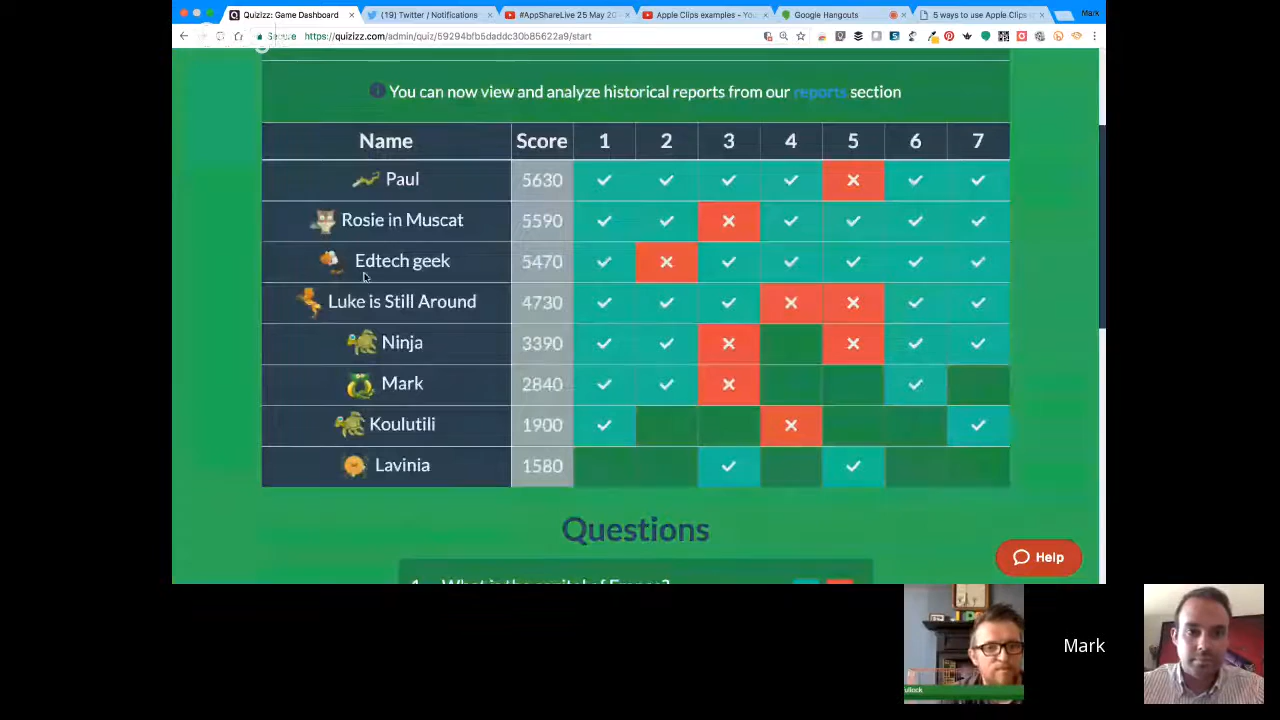 Quizizz: Game Dashboard
(19) Twitter / Notifications
#AppShareLive 25 May 20
Apple Clips examples - You
Google Hangouts
5 ways to use Apple Clips
Mark
Secure https://quizizz.com/admin/quiz/59294bfb5daddc30b85622a9/start
You can now view and analyze historical reports from our reports section
Name Score 1 2 3 4 5 6 7
Paul 5630
Rosie in Muscat 5590
Edtech geek 5470
Luke is Still Around 4730
Ninja 3390
Mark 2840
Koulutili 1900
Lavinia 1580
Questions
Help
Mark